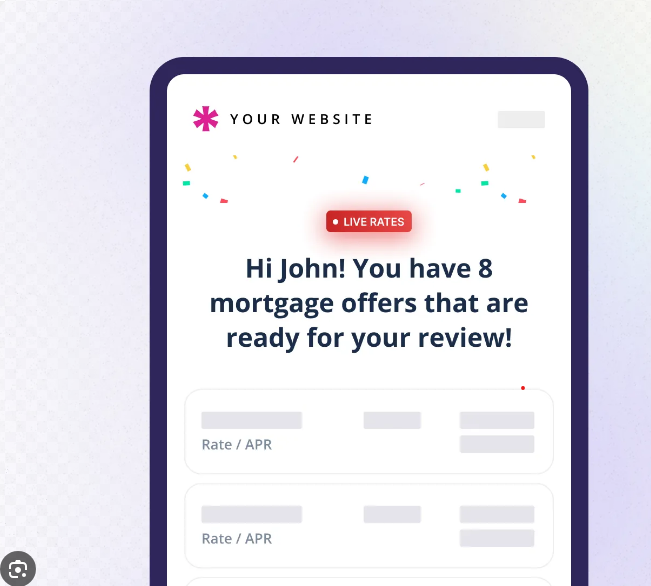 YOUR WEBSITE
LIVE RATES
Hi John! You have 8
mortgage offers that are
ready for your review!
Rate / APR
Rate / APR